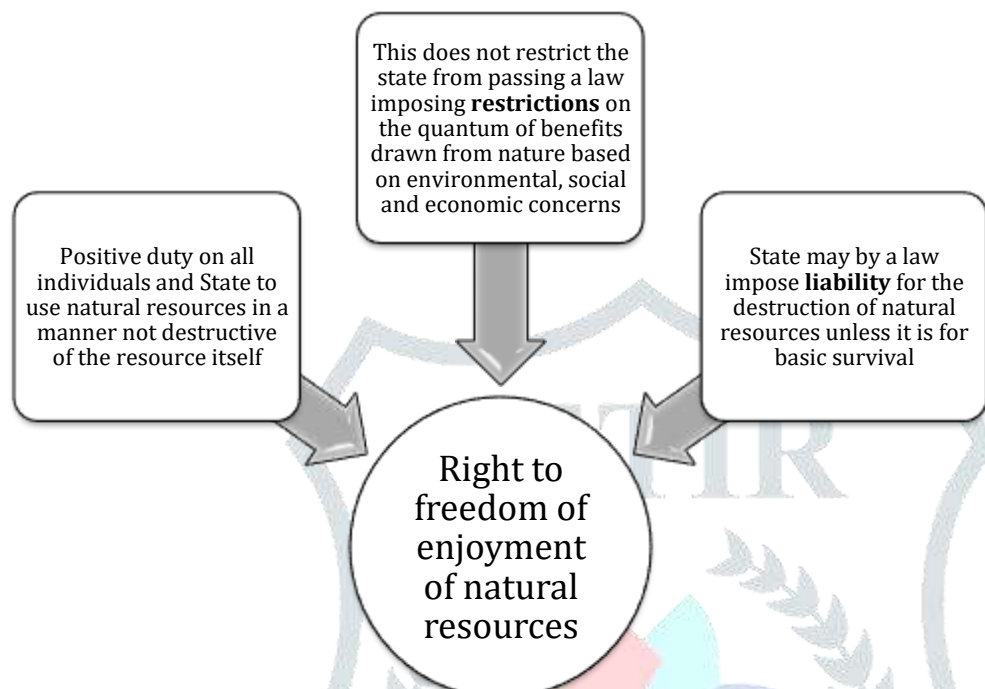 This does not restrict the
state from passing a law
imposing restrictions on
the quantum of benefits
drawn from nature based
on environmental, social
and economic concerns
Positive duty on all
individuals and State to
use natural resources in a
manner not destructive
of the resource itself
State may by a law
impose liability for the
destruction of natural
resources unless it is for
basic survival
Right to
freedom of
enjoyment
of natural
resources